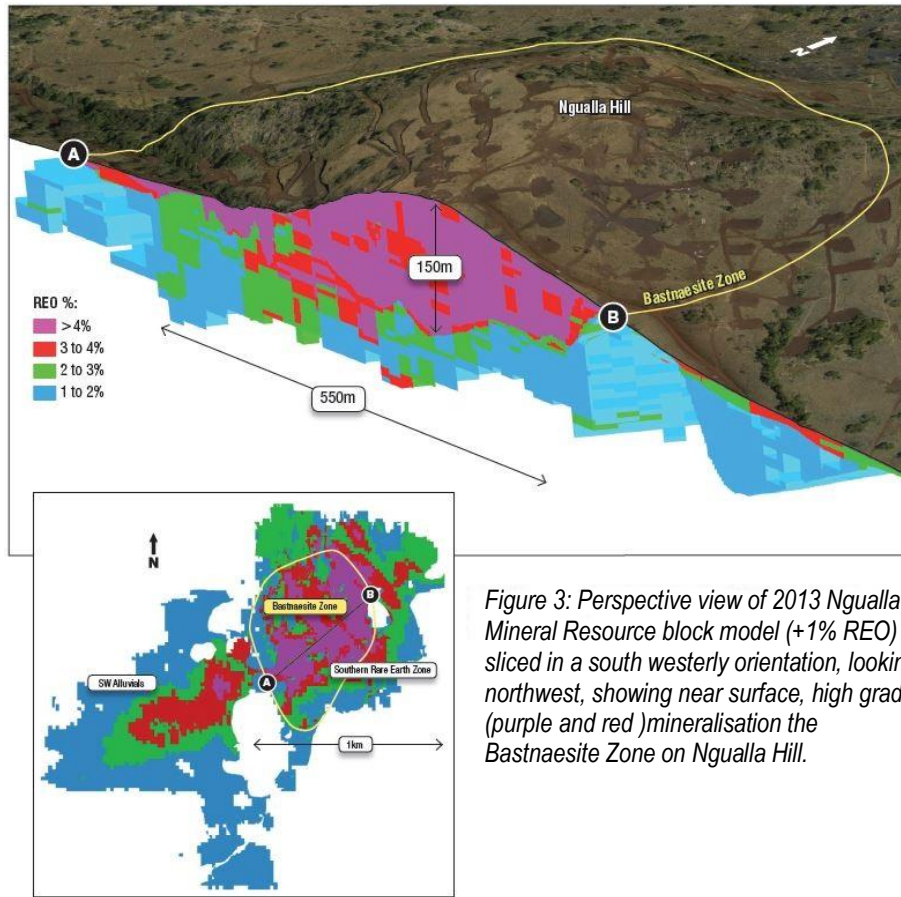 N
Ngualla Hill
A
150m
Bastnaesite Zone
B
REO %:
>4%
3 to 4%
2 to 3%
1 to 2%
550m
N
Bastnaesite Zone
B
Southern Rare Earth Zone
SW Alluvials
A
1km
Figure 3: Perspective view of 2013 Ngualla
Mineral Resource block model (+1% REO)
sliced in a south westerly orientation, lookin
northwest, showing near surface, high grad
(purple and red )mineralisation the
Bastnaesite Zone on Ngualla Hill.